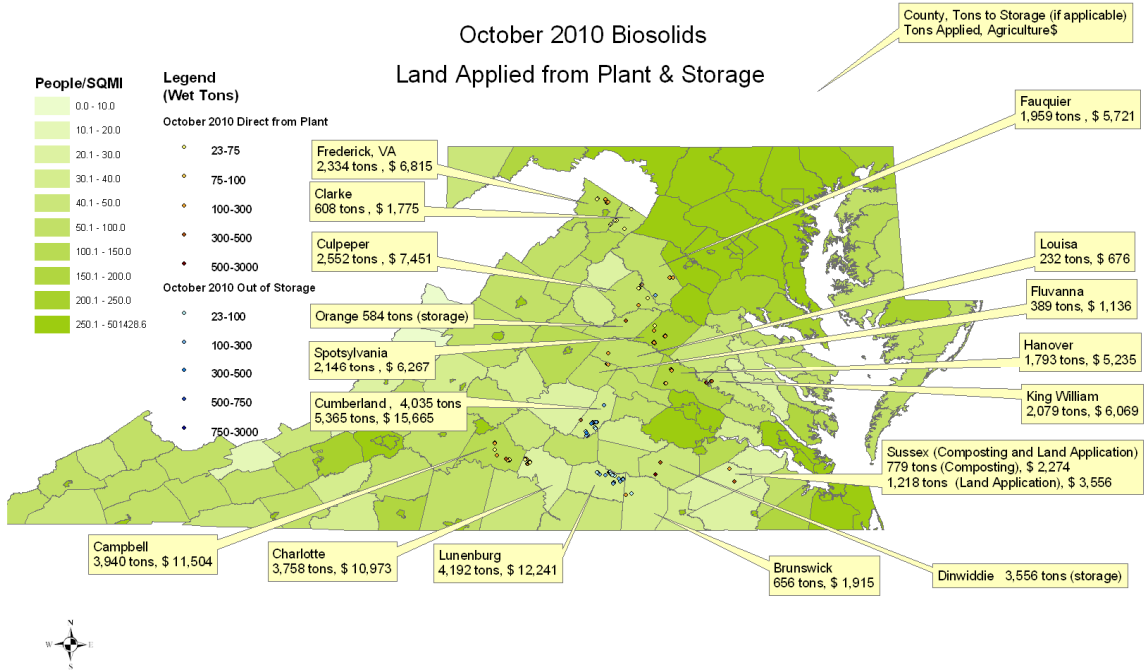 October 2010 Biosolids
Land Applied from Plant & Storage
County, Tons to Storage (if applicable)
Tons Applied, Agriculture$
People/SQMI
0.0 - 10.0
10.1 - 20.0
20.1 - 30.0
30.1 - 40.0
40.1 - 50.0
50.1 - 100.0
100.1 - 150.0
150.1 - 200.0
200.1 - 250.0
250.1 - 501428.6
Legend
(Wet Tons)
October 2010 Direct from Plant
23-75
75-100
100-300
300-500
500-3000
October 2010 Out of Storage
23-100
100-300
300-500
500-750
750-3000
Frederick, VA
2,334 tons , $ 6,815
Clarke
608 tons , $ 1,775
Culpeper
2,552 tons , $ 7,451
Orange 584 tons (storage)
Spotsylvania
2,146 tons , $ 6,267
Cumberland , 4,035 tons
5,365 tons, $ 15,665
Fauquier
1,959 tons , $ 5,721
Louisa
232 tons, $ 676
Fluvanna
389 tons, $ 1,136
Hanover
1,793 tons, $ 5,235
King William
2,079 tons, $ 6,069
Sussex (Composting and Land Application)
779 tons (Composting), $ 2,274
1,218 tons (Land Application), $ 3,556
Campbell
3,940 tons, $ 11,504
Charlotte
3,758 tons, $ 10,973
Lunenburg
4,192 tons, $ 12,241
Brunswick
656 tons, $ 1,915
Dinwiddie 3,556 tons (storage)
N
W E
S